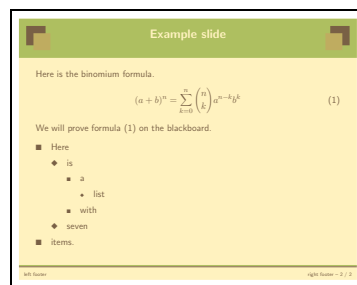 Example slide
Here is the binomium formula.
(a + b)^n = \sum_{k=0}^{n} \binom{n}{k} a^{n-k} b^k (1)
We will prove formula (1) on the blackboard.
■ Here
◆ is
■ a
• list
■ with
◆ seven
■ items.
left footer right footer – 2 / 2